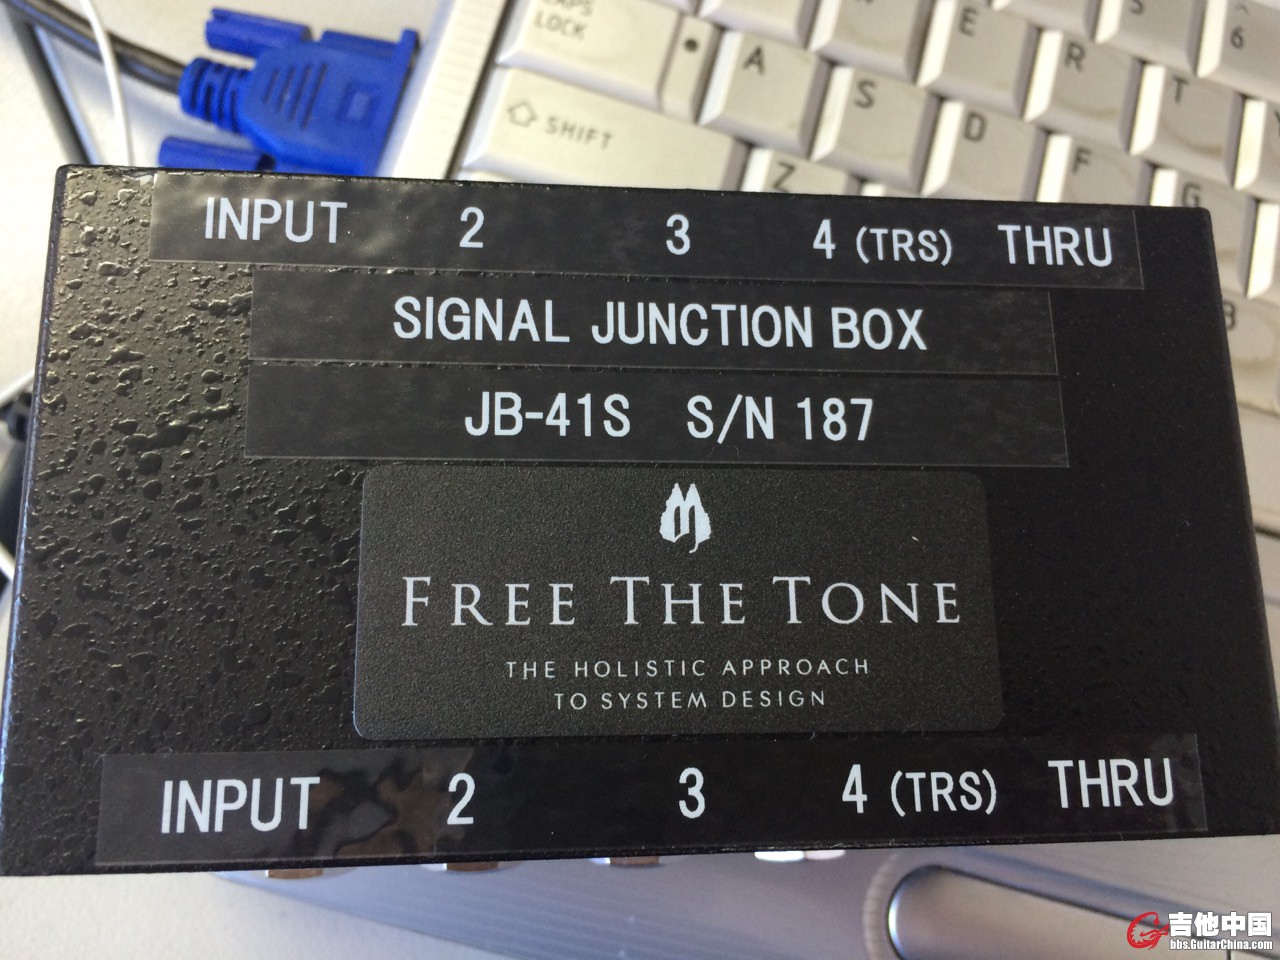 CAPS
LOCK
A
E
R
S
6
S
T
SHIFT
D
F
Z
G
B
INPUT 2 3 4 (TRS) THRU
SIGNAL JUNCTION BOX
JB-41S S/N 187
FREE THE TONE
THE HOLISTIC APPROACH
TO SYSTEM DESIGN
INPUT 2 3 4 (TRS) THRU
吉他中国
bbs.GuitarChina.com